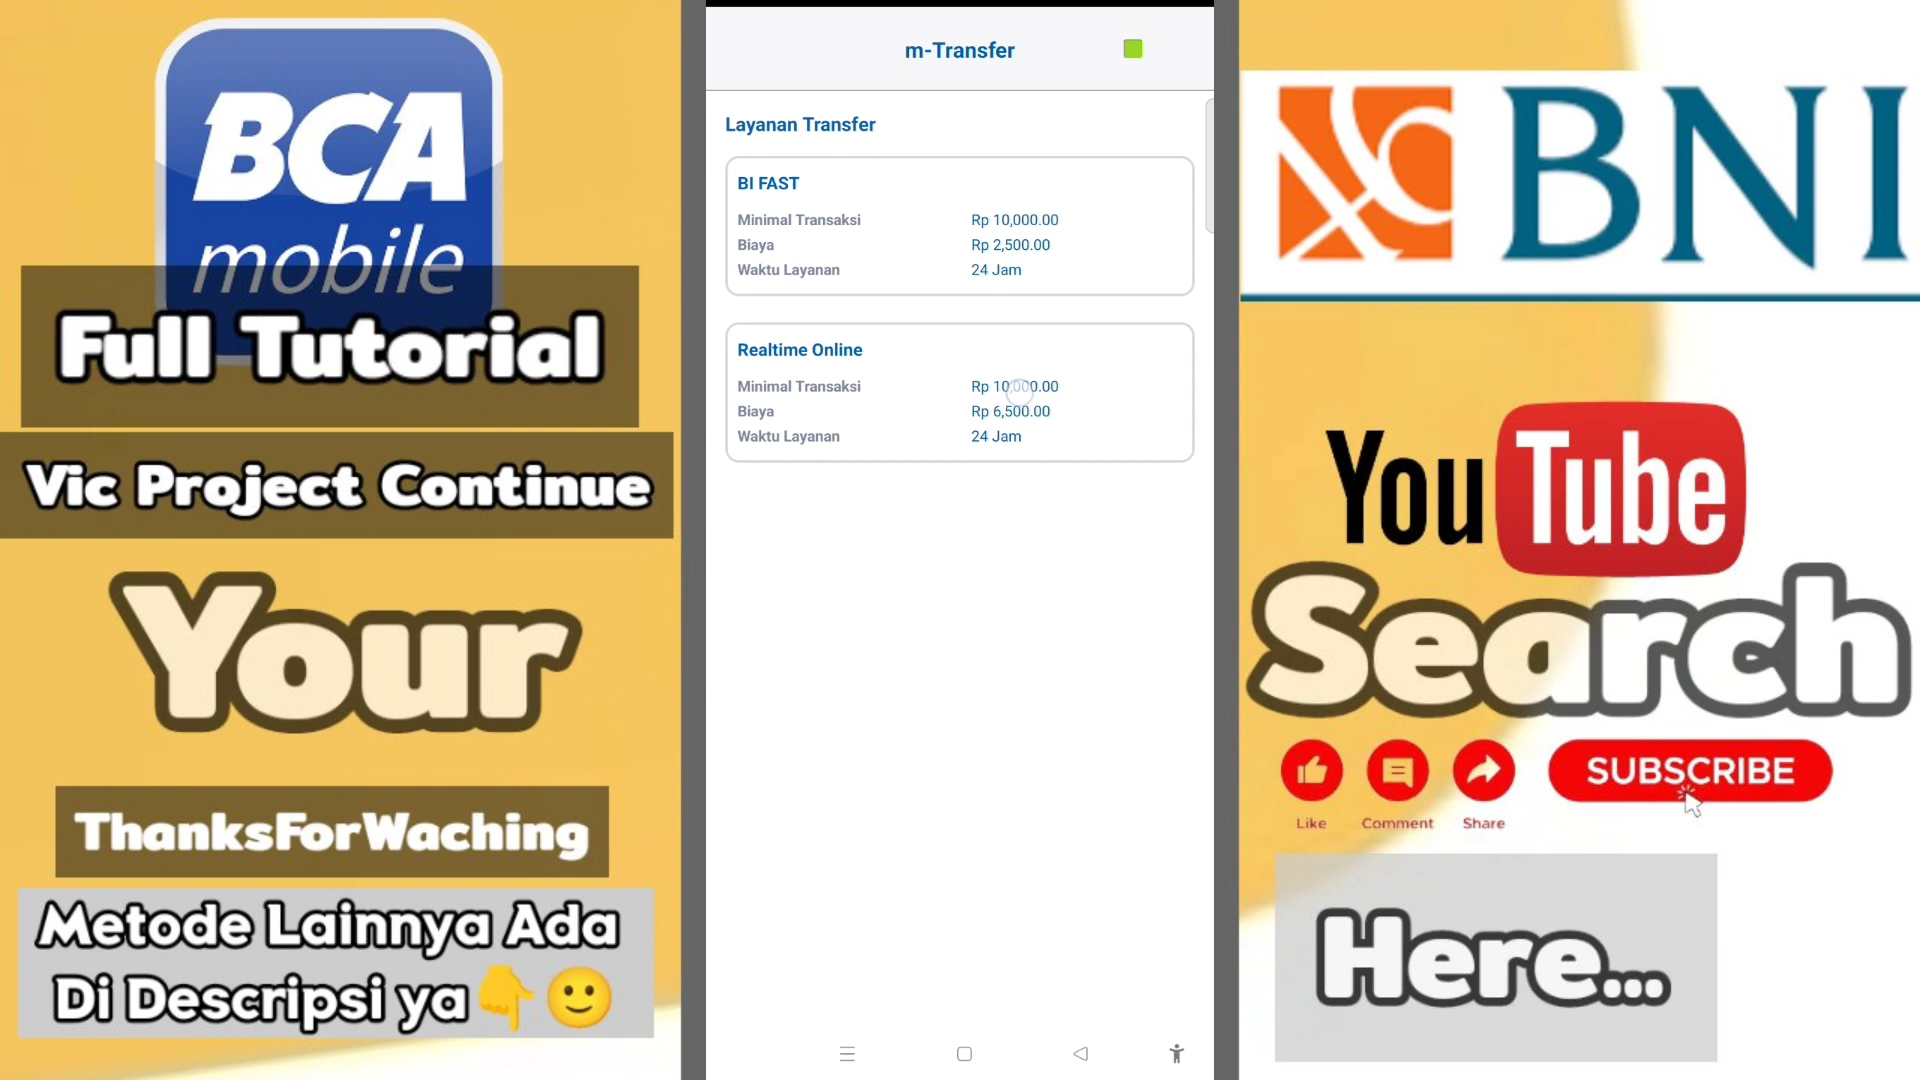 BCA
mobile
Full Tutorial
Vic Project Continue
Your
ThanksForWaching
Metode Lainnya Ada
Di Descripsi ya👇🙂
m-Transfer
Layanan Transfer
BI FAST
Minimal Transaksi Rp 10,000.00
Biaya Rp 2,500.00
Waktu Layanan 24 Jam
Realtime Online
Minimal Transaksi Rp 10,000.00
Biaya Rp 6,500.00
Waktu Layanan 24 Jam
BNI
YouTube
Search
SUBSCRIBE
Like Comment Share
Here...